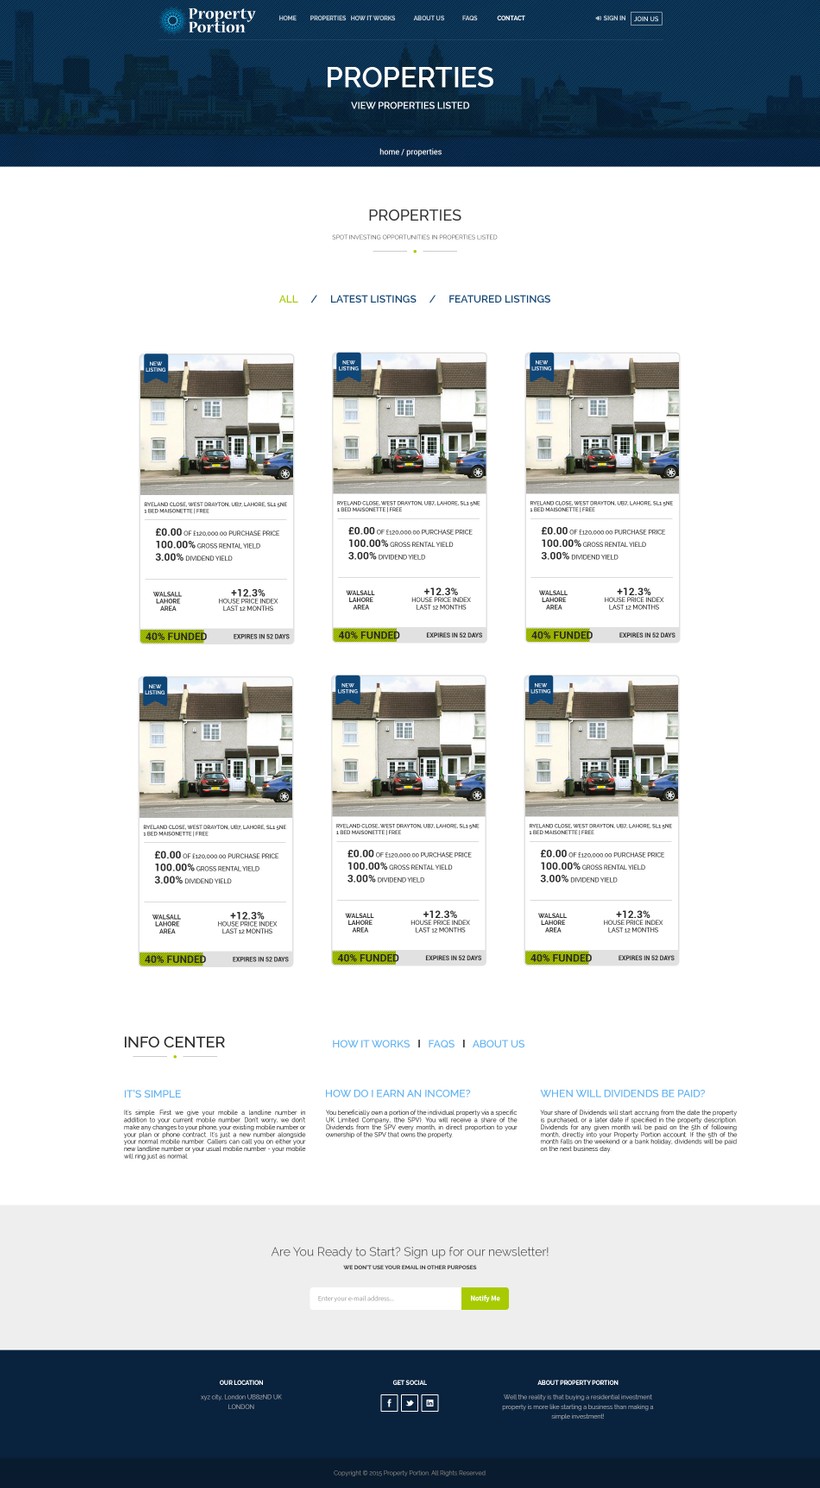 Property
Portion
HOME PROPERTIES HOW IT WORKS ABOUT US FAQS CONTACT
SIGN IN JOIN US
PROPERTIES
VIEW PROPERTIES LISTED
home / properties
PROPERTIES
SPOT INVESTING OPPORTUNITIES IN PROPERTIES LISTED
ALL / LATEST LISTINGS / FEATURED LISTINGS
NEW
LISTING
RYELAND CLOSE, WEST DRAYTON, UB7, LAHORE, SL1 5NE
1 BED MAISONETTE | FREE
£0.00 OF £120,000.00 PURCHASE PRICE
100.00% GROSS RENTAL YIELD
3.00% DIVIDEND YIELD
WALSALL
LAHORE
AREA
+12.3%
HOUSE PRICE INDEX
LAST 12 MONTHS
40% FUNDED EXPIRES IN 52 DAYS
NEW
LISTING
RYELAND CLOSE, WEST DRAYTON, UB7, LAHORE, SL1 5NE
1 BED MAISONETTE | FREE
£0.00 OF £120,000.00 PURCHASE PRICE
100.00% GROSS RENTAL YIELD
3.00% DIVIDEND YIELD
WALSALL
LAHORE
AREA
+12.3%
HOUSE PRICE INDEX
LAST 12 MONTHS
40% FUNDED EXPIRES IN 52 DAYS
NEW
LISTING
RYELAND CLOSE, WEST DRAYTON, UB7, LAHORE, SL1 5NE
1 BED MAISONETTE | FREE
£0.00 OF £120,000.00 PURCHASE PRICE
100.00% GROSS RENTAL YIELD
3.00% DIVIDEND YIELD
WALSALL
LAHORE
AREA
+12.3%
HOUSE PRICE INDEX
LAST 12 MONTHS
40% FUNDED EXPIRES IN 52 DAYS
NEW
LISTING
RYELAND CLOSE, WEST DRAYTON, UB7, LAHORE, SL1 5NE
1 BED MAISONETTE | FREE
£0.00 OF £120,000.00 PURCHASE PRICE
100.00% GROSS RENTAL YIELD
3.00% DIVIDEND YIELD
WALSALL
LAHORE
AREA
+12.3%
HOUSE PRICE INDEX
LAST 12 MONTHS
40% FUNDED EXPIRES IN 52 DAYS
NEW
LISTING
RYELAND CLOSE, WEST DRAYTON, UB7, LAHORE, SL1 5NE
1 BED MAISONETTE | FREE
£0.00 OF £120,000.00 PURCHASE PRICE
100.00% GROSS RENTAL YIELD
3.00% DIVIDEND YIELD
WALSALL
LAHORE
AREA
+12.3%
HOUSE PRICE INDEX
LAST 12 MONTHS
40% FUNDED EXPIRES IN 52 DAYS
NEW
LISTING
RYELAND CLOSE, WEST DRAYTON, UB7, LAHORE, SL1 5NE
1 BED MAISONETTE | FREE
£0.00 OF £120,000.00 PURCHASE PRICE
100.00% GROSS RENTAL YIELD
3.00% DIVIDEND YIELD
WALSALL
LAHORE
AREA
+12.3%
HOUSE PRICE INDEX
LAST 12 MONTHS
40% FUNDED EXPIRES IN 52 DAYS
INFO CENTER
HOW IT WORKS | FAQS | ABOUT US
IT'S SIMPLE
It's simple. First we give your mobile a landline number in
addition to your current mobile number. Don't worry, we don't
make any changes to your phone, your existing mobile number or
your plan or phone contract. It's just a new number alongside
your normal mobile number. Callers can call you on either your
new landline number or your usual mobile number - your mobile
will ring just as normal.
HOW DO I EARN AN INCOME?
You beneficially own a portion of the individual property via a specific
UK Limited Company, (the SPV). You will receive a share of the
Dividends from the SPV every month, in direct proportion to your
ownership of the SPV that owns the property.
WHEN WILL DIVIDENDS BE PAID?
Your share of Dividends will start accruing from the date the property
is purchased, or a later date if specified in the property description.
Dividends for any given month will be paid on the 5th of following
month, directly into your Property Portion account. If the 5th of the
month falls on the weekend or a bank holiday, dividends will be paid
on the next business day.
Are You Ready to Start? Sign up for our newsletter!
WE DON'T USE YOUR EMAIL IN OTHER PURPOSES
Enter your e-mail address... Notify Me
OUR LOCATION
xyz city, London UB82ND UK
LONDON
GET SOCIAL
ABOUT PROPERTY PORTION
Well the reality is that buying a residential investment
property is more like starting a business than making a
simple investment!
Copyright © 2015 Property Portion. All Rights Reserved